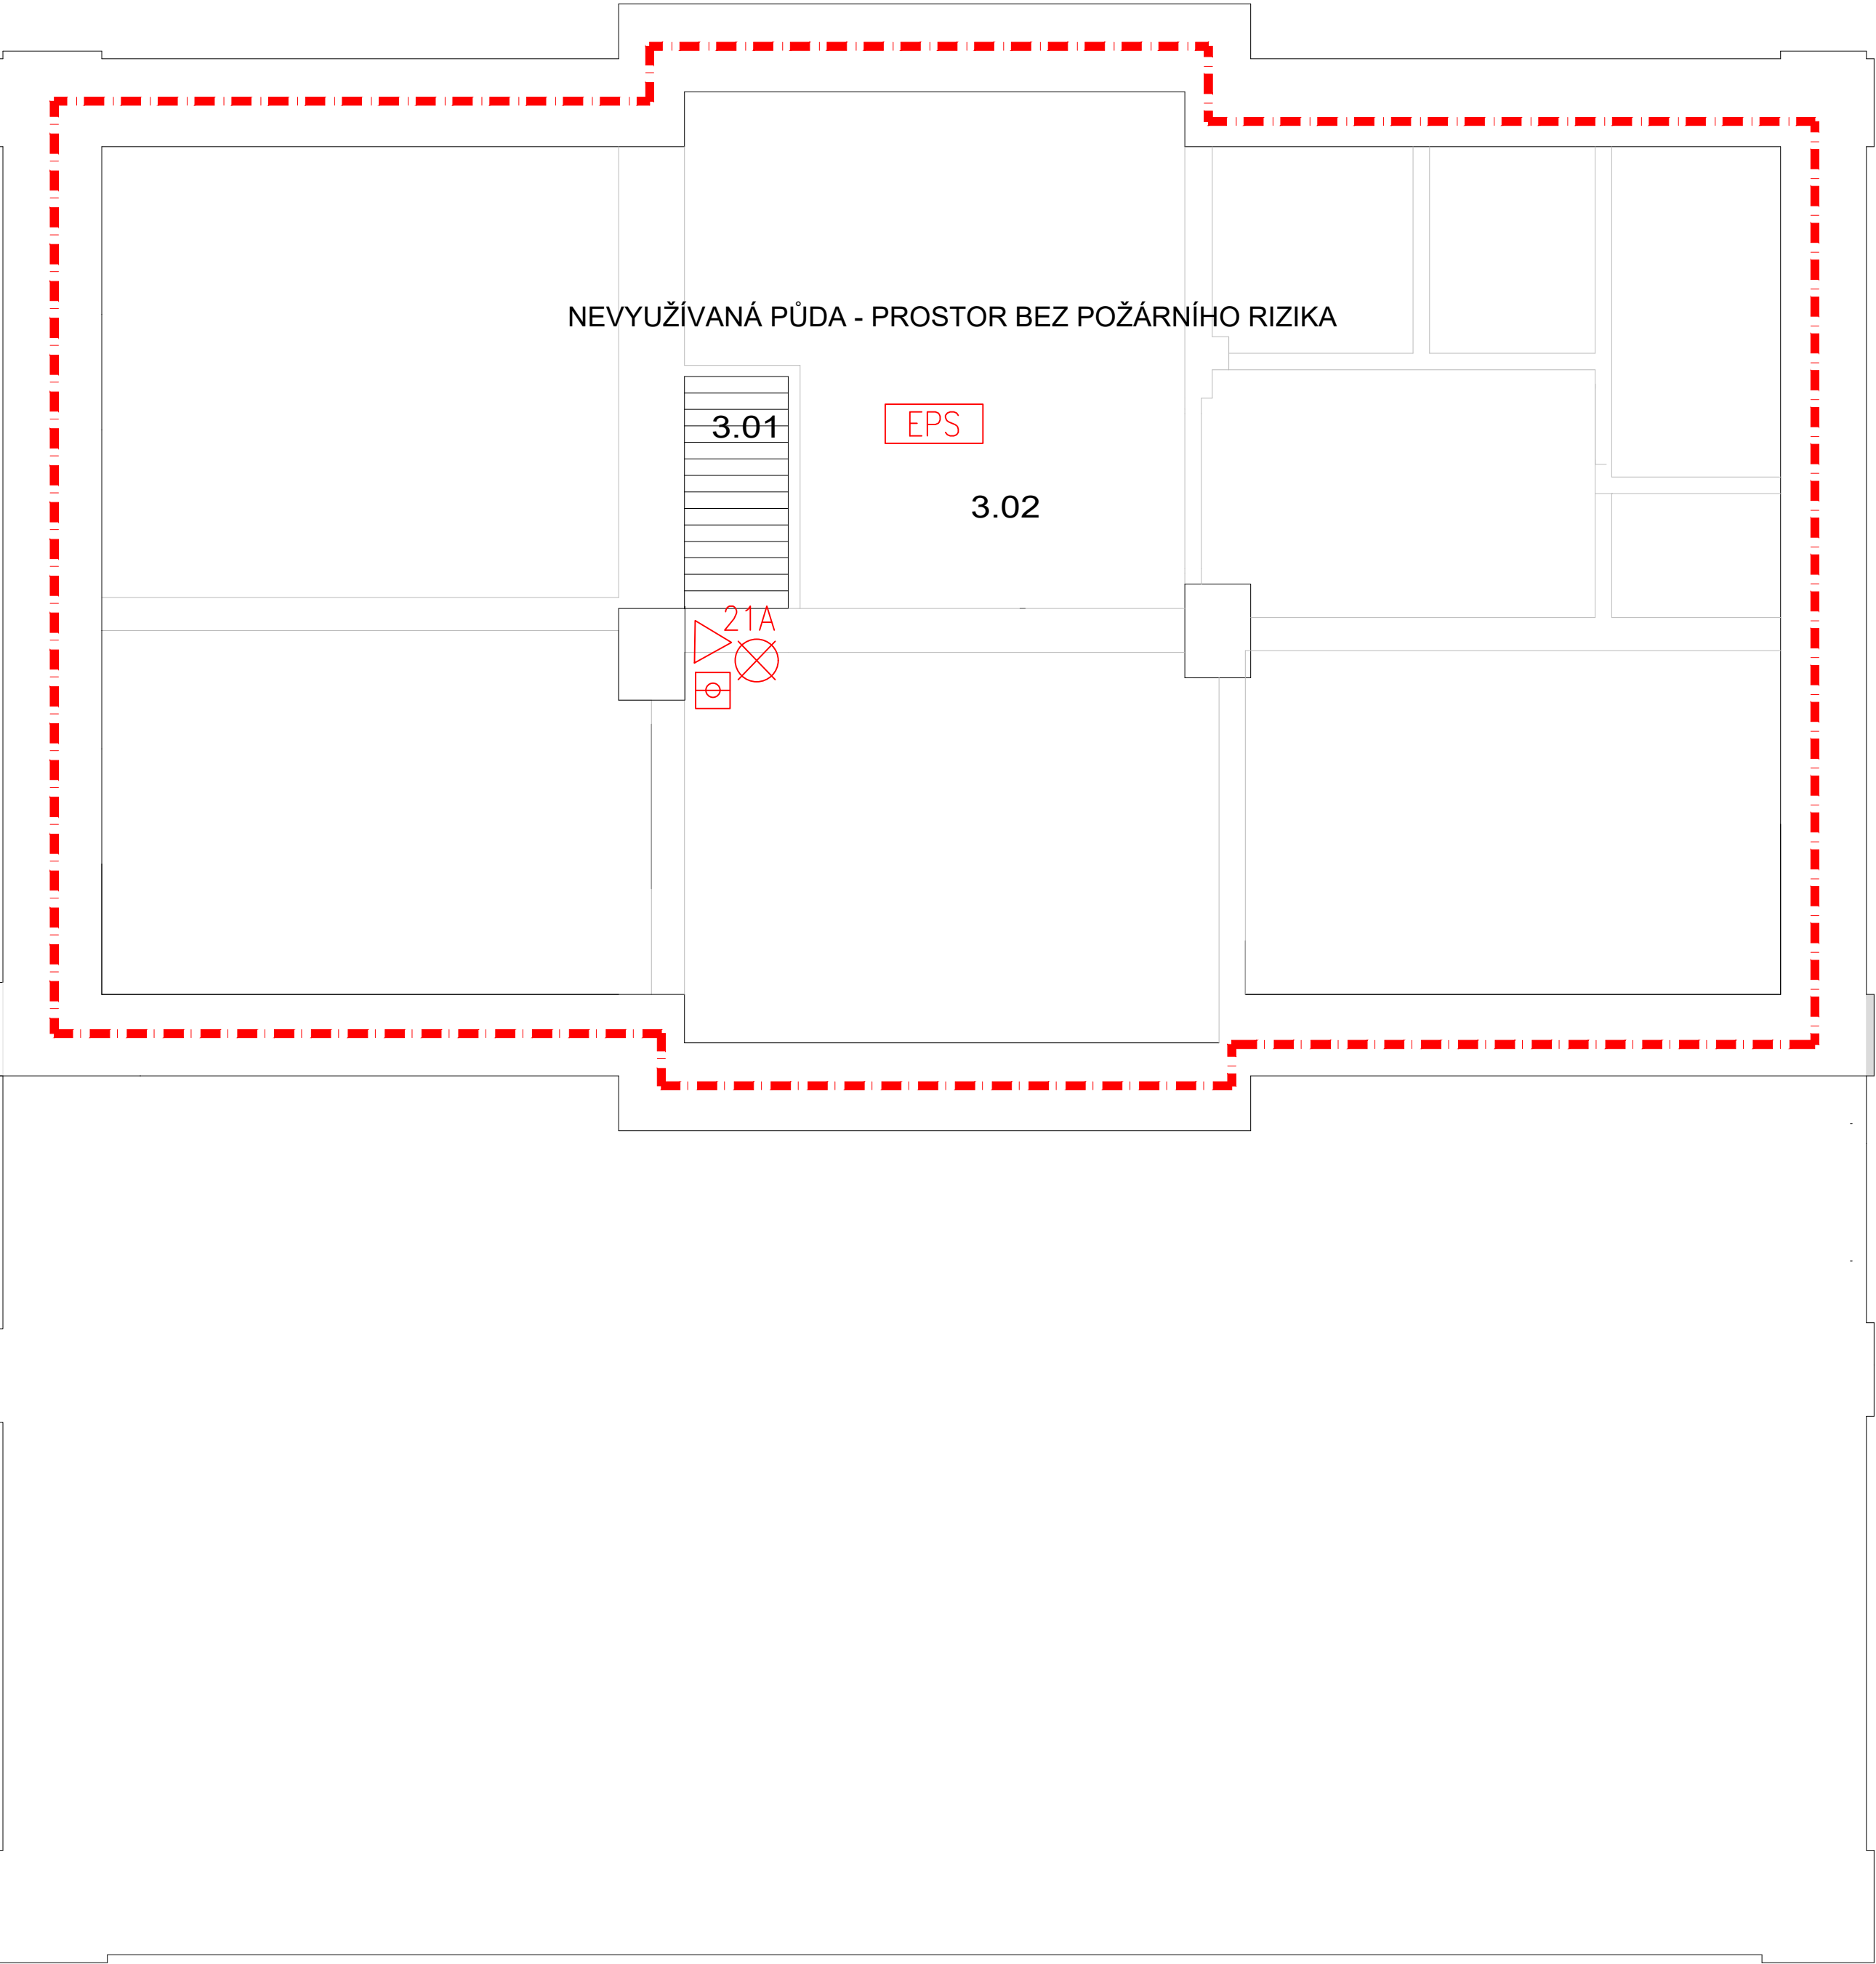 NEVYUŽÍVANÁ PŮDA - PROSTOR BEZ POŽÁRNÍHO RIZIKA
3.01
EPS
3.02
21A